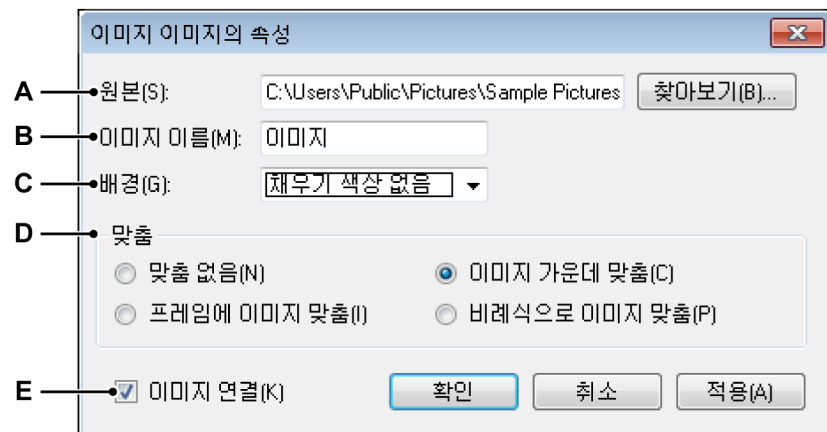 이미지 이미지의 속성
A 원본(S): C:\Users\Public\Pictures\Sample Pictures 찾아보기(B)...
B 이미지 이름(M): 이미지
C 배경(G): 채우기 색상 없음
D 맞춤
맞춤 없음(N) 이미지 가운데 맞춤(C)
프레임에 이미지 맞춤(I) 비례식으로 이미지 맞춤(P)
E 이미지 연결(K) 확인 취소 적용(A)